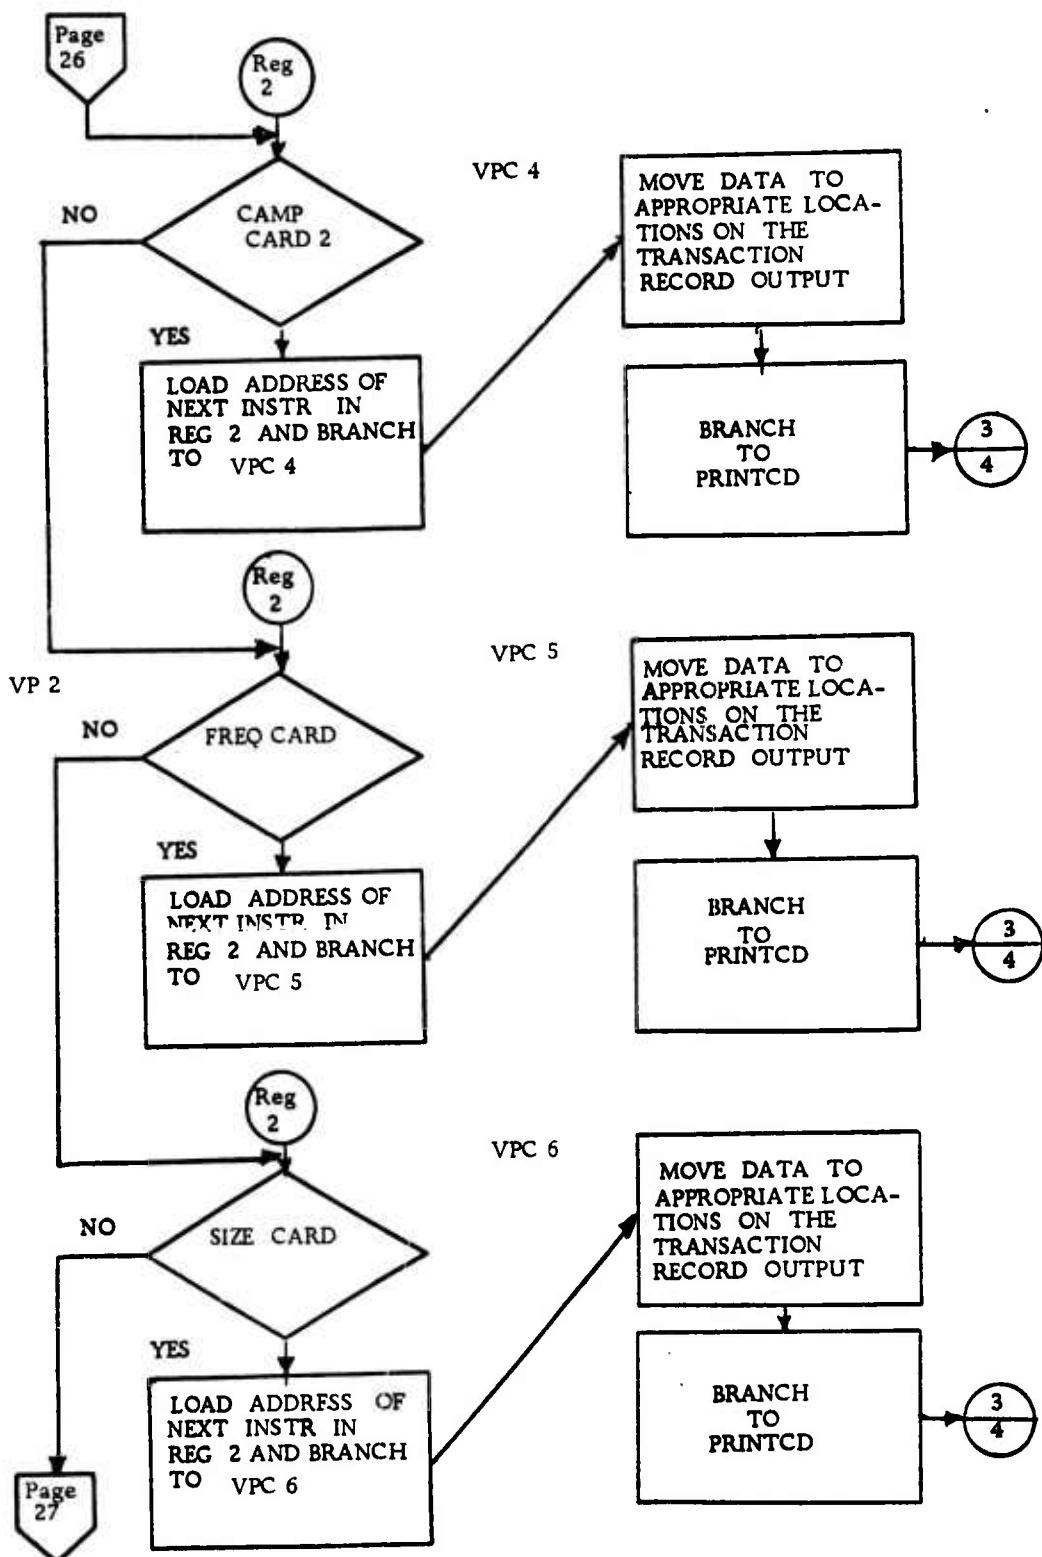 Page
26
Reg
2
NO
CAMP
CARD 2
YES
LOAD ADDRESS OF
NEXT INSTR IN
REG 2 AND BRANCH
TO VPC 4
VPC 4
MOVE DATA TO
APPROPRIATE LOCA-
TIONS ON THE
TRANSACTION
RECORD OUTPUT
BRANCH
TO
PRINTCD
3
4
Reg
2
VP 2
NO
FREQ CARD
YES
LOAD ADDRESS OF
NEXT INSTR IN
REG 2 AND BRANCH
TO VPC 5
VPC 5
MOVE DATA TO
APPROPRIATE LOCA-
TIONS ON THE
TRANSACTION
RECORD OUTPUT
BRANCH
TO
PRINTCD
3
4
Reg
2
NO
SIZE CARD
YES
LOAD ADDRESS OF
NEXT INSTR IN
REG 2 AND BRANCH
TO VPC 6
VPC 6
MOVE DATA TO
APPROPRIATE LOCA-
TIONS ON THE
TRANSACTION
RECORD OUTPUT
BRANCH
TO
PRINTCD
3
4
Page
27